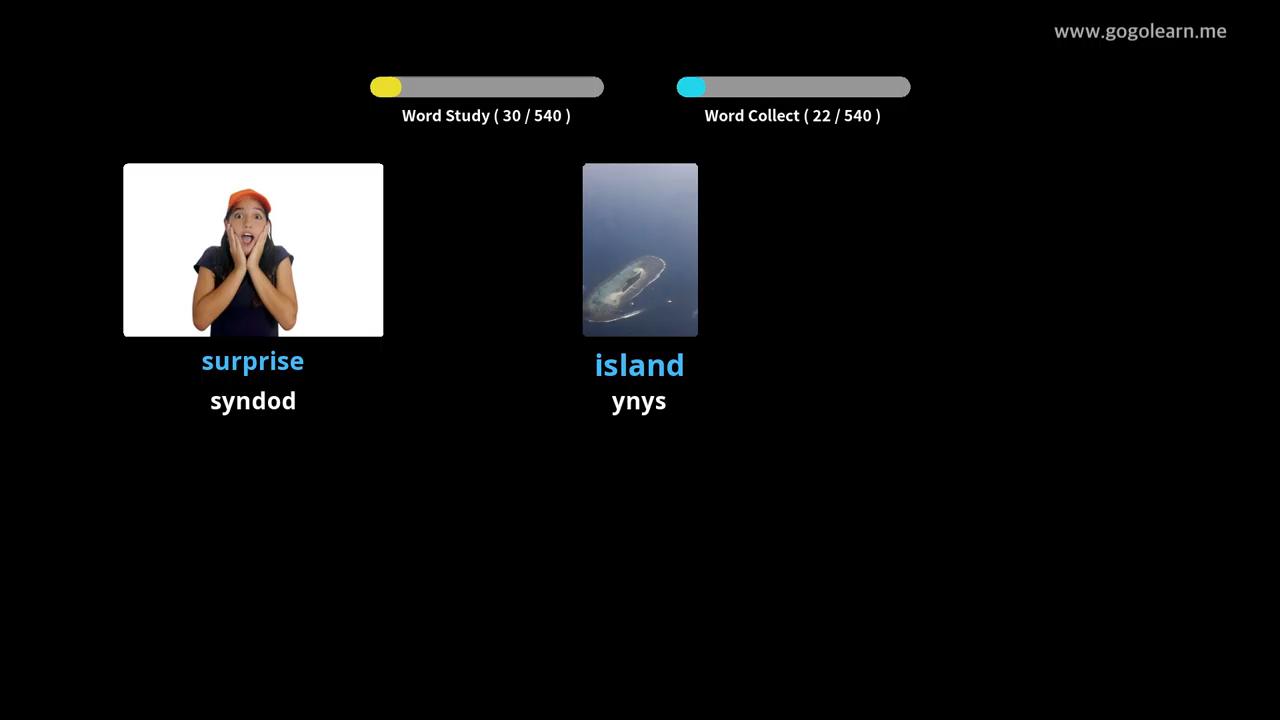 www.gogolearn.me
Word Study ( 30 / 540 )
Word Collect ( 22 / 540 )
surprise
syndod
island
ynys